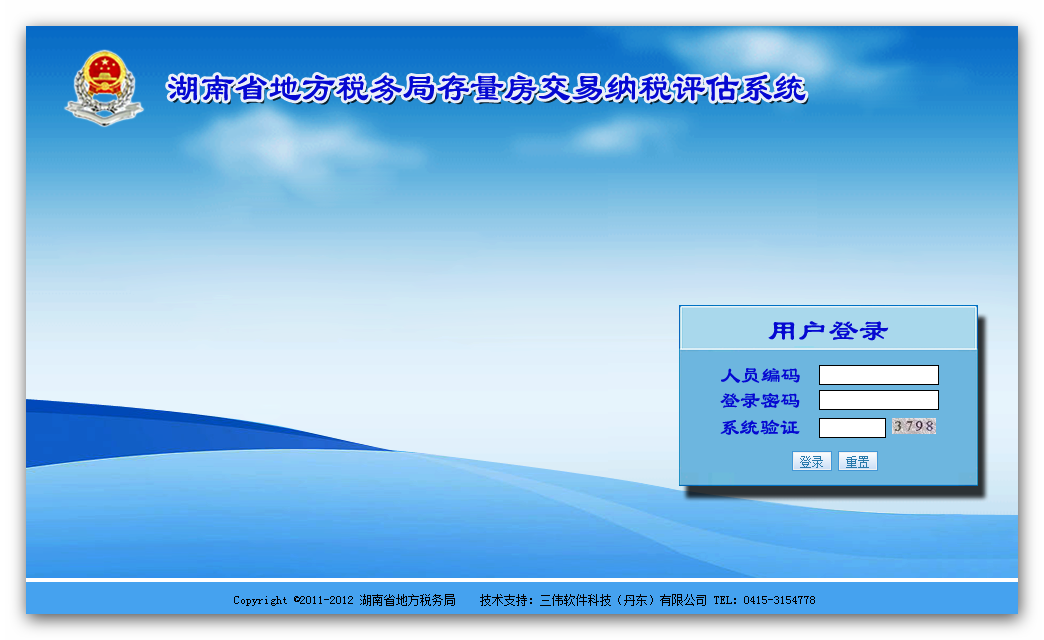 湖南省地方税务局存量房交易纳税评估系统
用户登录
人员编码
登录密码
系统验证 3798
登录 重置
Copyright ©2011-2012 湖南省地方税务局 技术支持：三伟软件科技（丹东）有限公司 TEL：0415-3154778